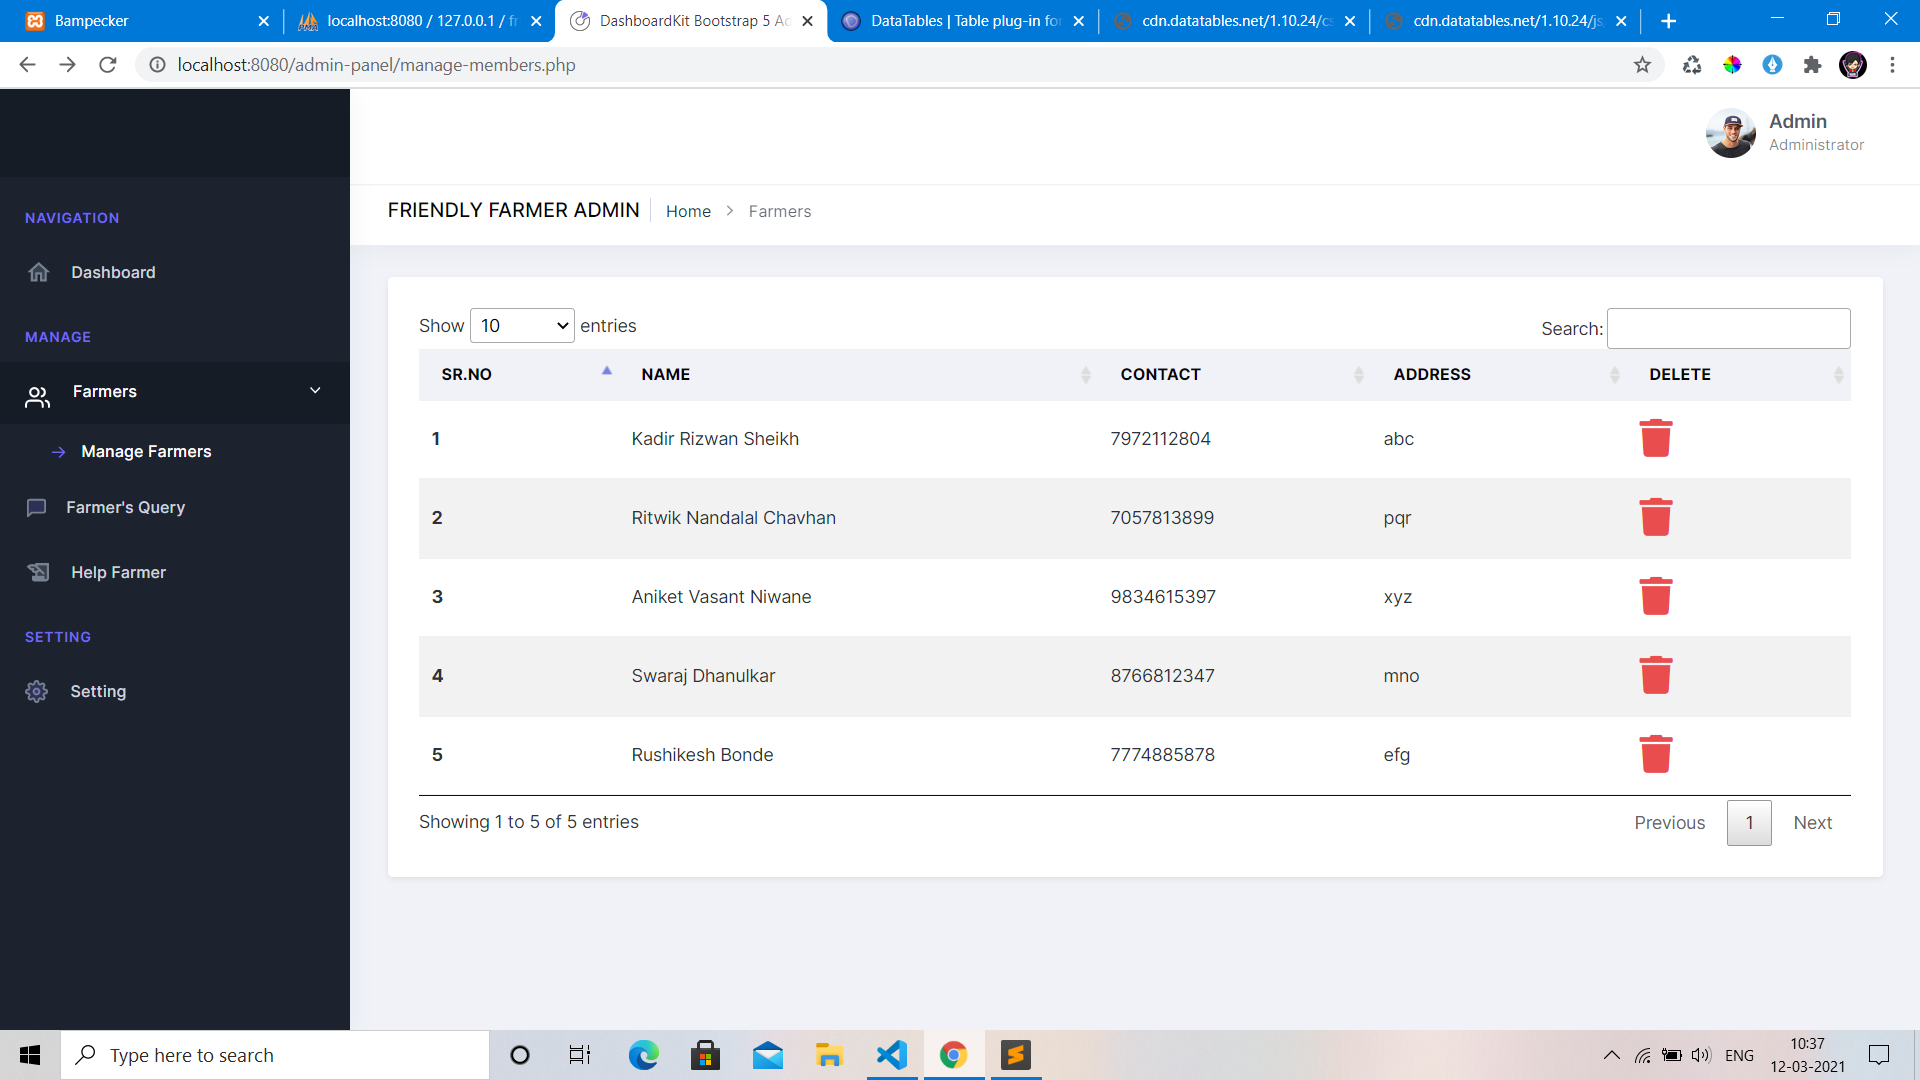 Bampecker
localhost:8080 / 127.0.0.1 / fr
DashboardKit Bootstrap 5 Ad
DataTables | Table plug-in for
cdn.datatables.net/1.10.24/cs
cdn.datatables.net/1.10.24/js
localhost:8080/admin-panel/manage-members.php
Admin
Administrator
FRIENDLY FARMER ADMIN
Home > Farmers
NAVIGATION
Dashboard
MANAGE
Farmers
Manage Farmers
Farmer's Query
Help Farmer
SETTING
Setting
Show 10 entries
Search:
SR.NO NAME CONTACT ADDRESS DELETE
1 Kadir Rizwan Sheikh 7972112804 abc
2 Ritwik Nandalal Chavhan 7057813899 pqr
3 Aniket Vasant Niwane 9834615397 xyz
4 Swaraj Dhanulkar 8766812347 mno
5 Rushikesh Bonde 7774885878 efg
Showing 1 to 5 of 5 entries
Previous 1 Next
Type here to search
ENG
10:37
12-03-2021